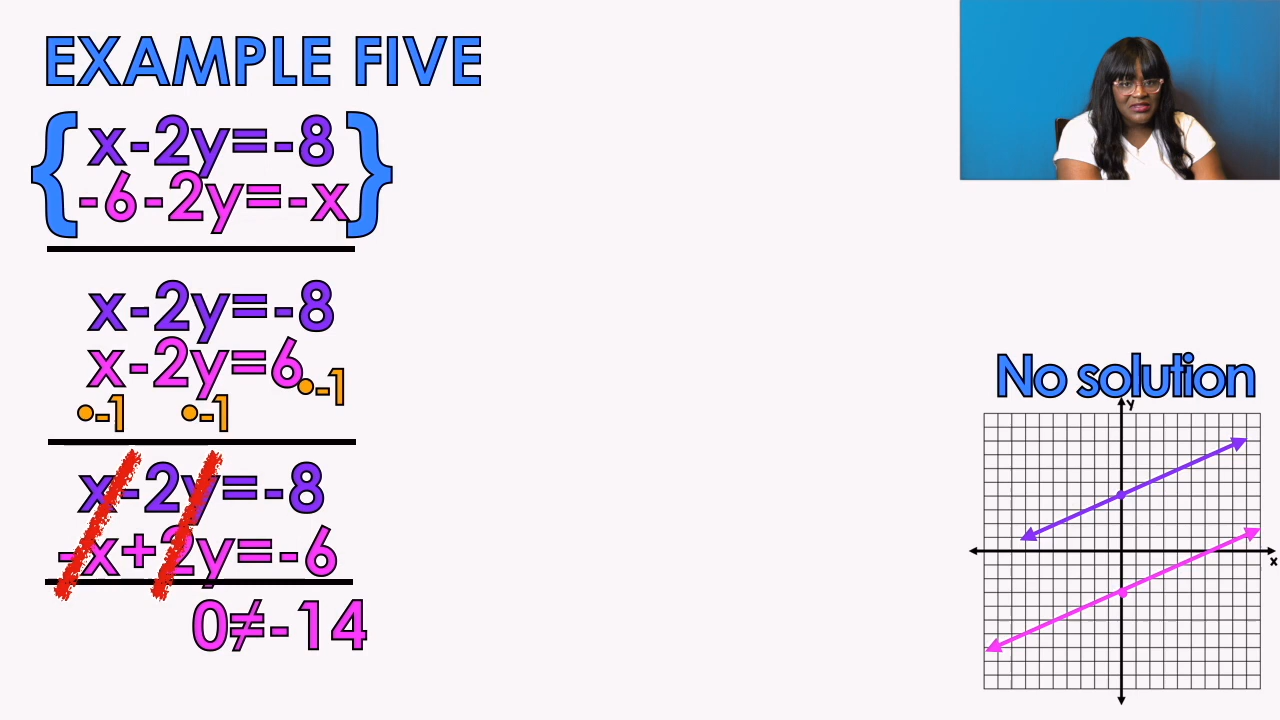 EXAMPLE FIVE
{x-2y=-8
-6-2y=-x}
x-2y=-8
x-2y=6
•-1 •-1 •-1
x-2y=-8
-x+2y=-6
0≠-14
No solution
y
x